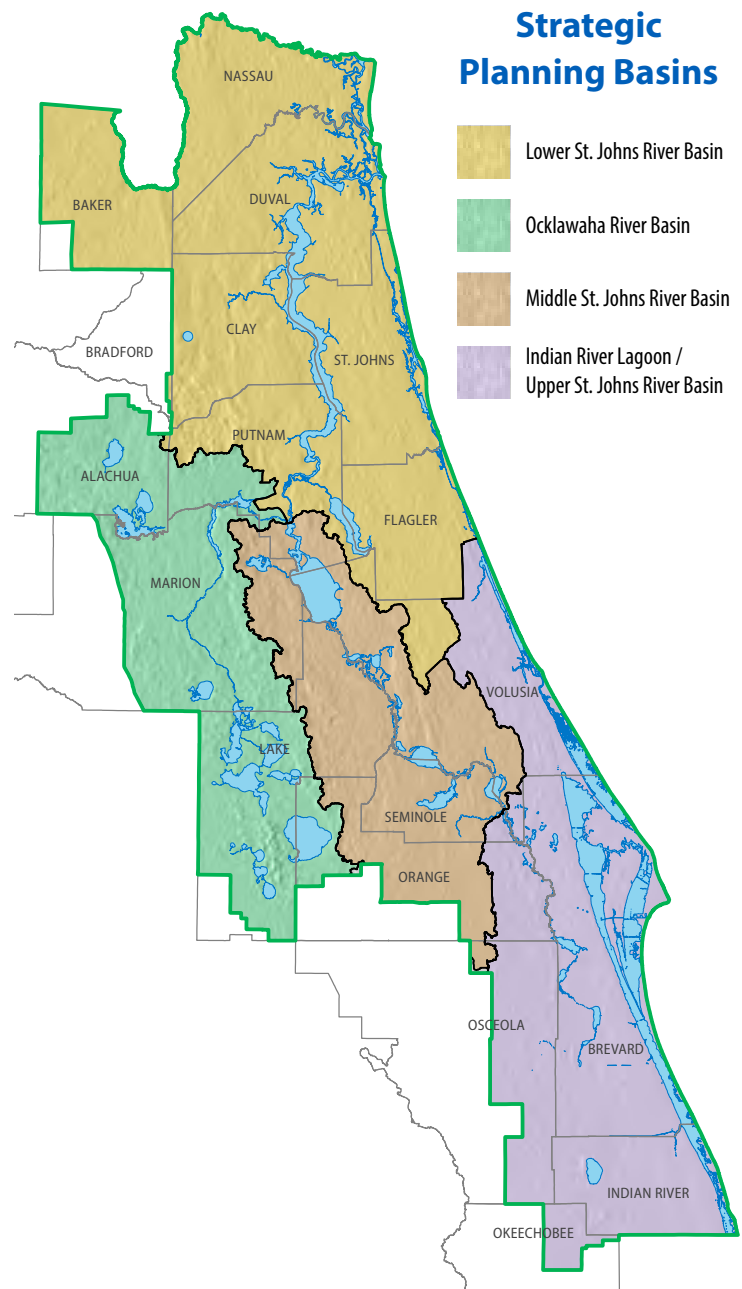 Strategic
Planning Basins
Lower St. Johns River Basin
Ocklawaha River Basin
Middle St. Johns River Basin
Indian River Lagoon /
Upper St. Johns River Basin
NASSAU
BAKER
DUVAL
CLAY
BRADFORD
ST. JOHNS
PUTNAM
ALACHUA
FLAGLER
MARION
VOLUSIA
LAKE
SEMINOLE
ORANGE
OSCEOLA
BREVARD
INDIAN RIVER
OKEECHOBEE